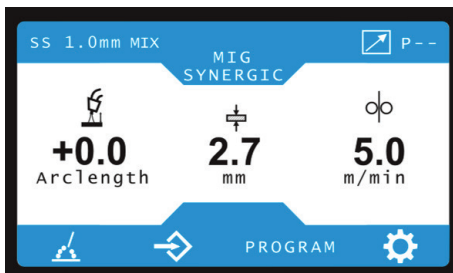 SS 1.0mm MIX
MIG
SYNERGIC
P--
+0.0
Arclength
2.7
mm
5.0
m/min
PROGRAM